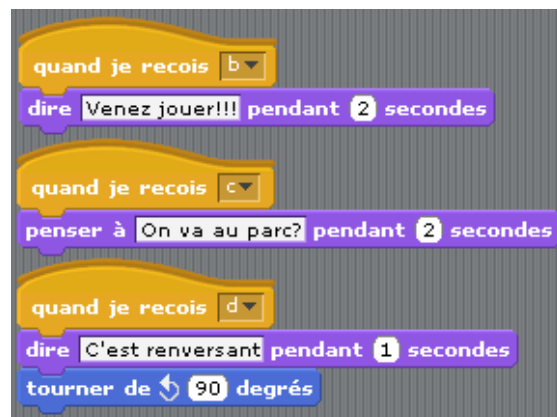 quand je recois b
dire Venez jouer!!! pendant 2 secondes
quand je recois c
penser à On va au parc? pendant 2 secondes
quand je recois d
dire C'est renversant pendant 1 secondes
tourner de 90 degrés